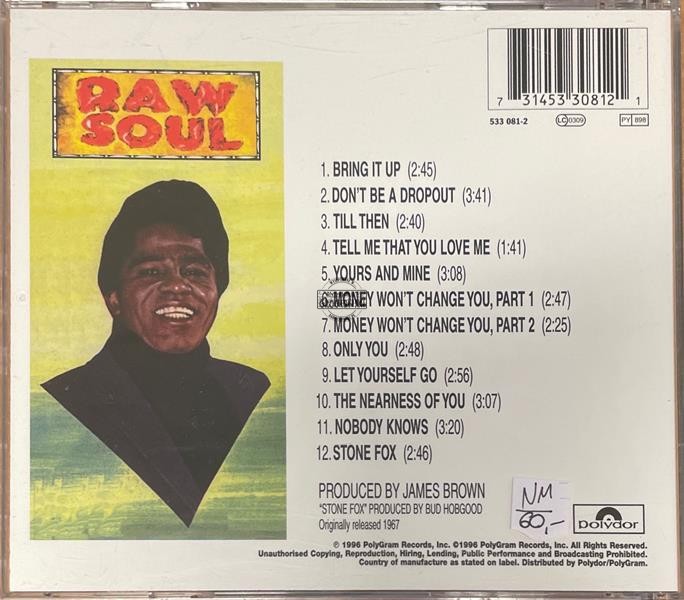 RAW
SOUL
7 31453 30812 1
533 081-2 LC 0309 PY 898
1. BRING IT UP (2:45)
2. DON'T BE A DROPOUT (3:41)
3. TILL THEN (2:40)
4. TELL ME THAT YOU LOVE ME (1:41)
5. YOURS AND MINE (3:08)
6. MONEY WON'T CHANGE YOU, PART 1 (2:47)
7. MONEY WON'T CHANGE YOU, PART 2 (2:25)
8. ONLY YOU (2:48)
9. LET YOURSELF GO (2:56)
10. THE NEARNESS OF YOU (3:07)
11. NOBODY KNOWS (3:20)
12. STONE FOX (2:46)
PRODUCED BY JAMES BROWN
"STONE FOX" PRODUCED BY BUD HOBGOOD
Originally released 1967
NM
60,-
polydor
℗ 1996 PolyGram Records, Inc. ©1996 PolyGram Records, Inc. All Rights Reserved.
Unauthorised Copying, Reproduction, Hiring, Lending, Public Performance and Broadcasting Prohibited.
Country of manufacture as stated on label. Distributed by Polydor/PolyGram.